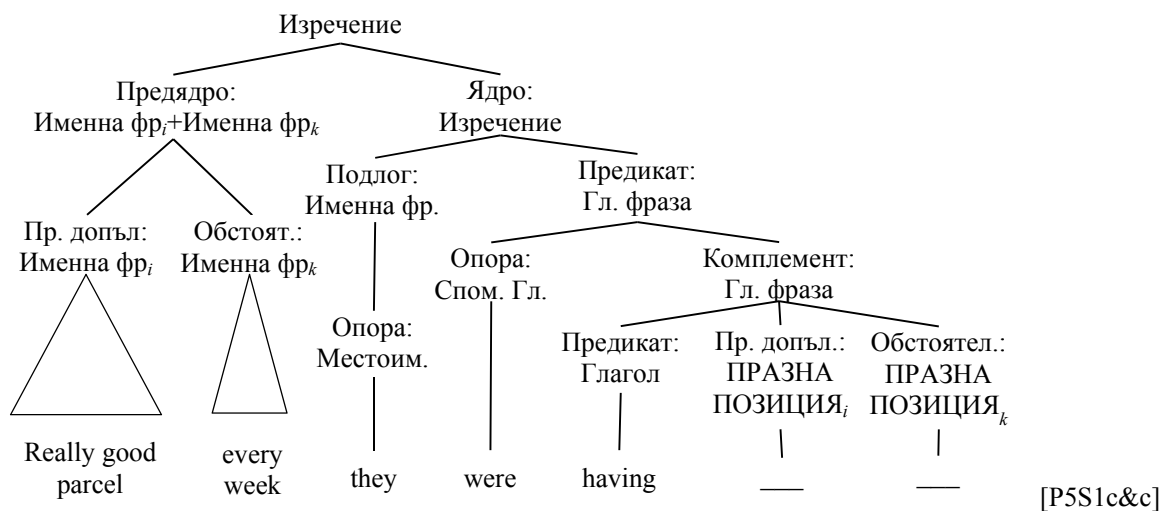 Изречение
Предядро: Ядро:
Именна фрi+Именна фрk Изречение
Подлог: Предикат:
Именна фр. Гл. фраза
Пр. допъл: Обстоят.:
Именна фрi Именна фрk
Опора: Комплемент:
Спом. Гл. Гл. фраза
Опора: Предикат: Пр. допъл.: Обстоятел.:
Местоим. Глагол ПРАЗНА ПРАЗНА
ПОЗИЦИЯi ПОЗИЦИЯk
Really good every
parcel week they were having ___ ___
[P5S1c&c]